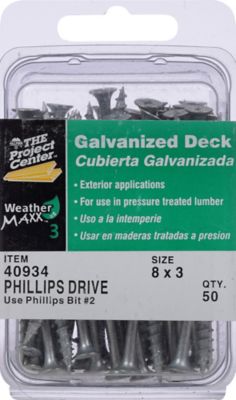 THE
Project
Center
Weather
MAXX
3
Galvanized Deck
Cubierta Galvanizada
• Exterior applications
• For use in pressure treated lumber
• Uso a la intemperie
• Usar en maderas tratadas a presion
ITEM
40934
PHILLIPS DRIVE
Use Phillips Bit #2
SIZE
8 x 3
QTY.
50